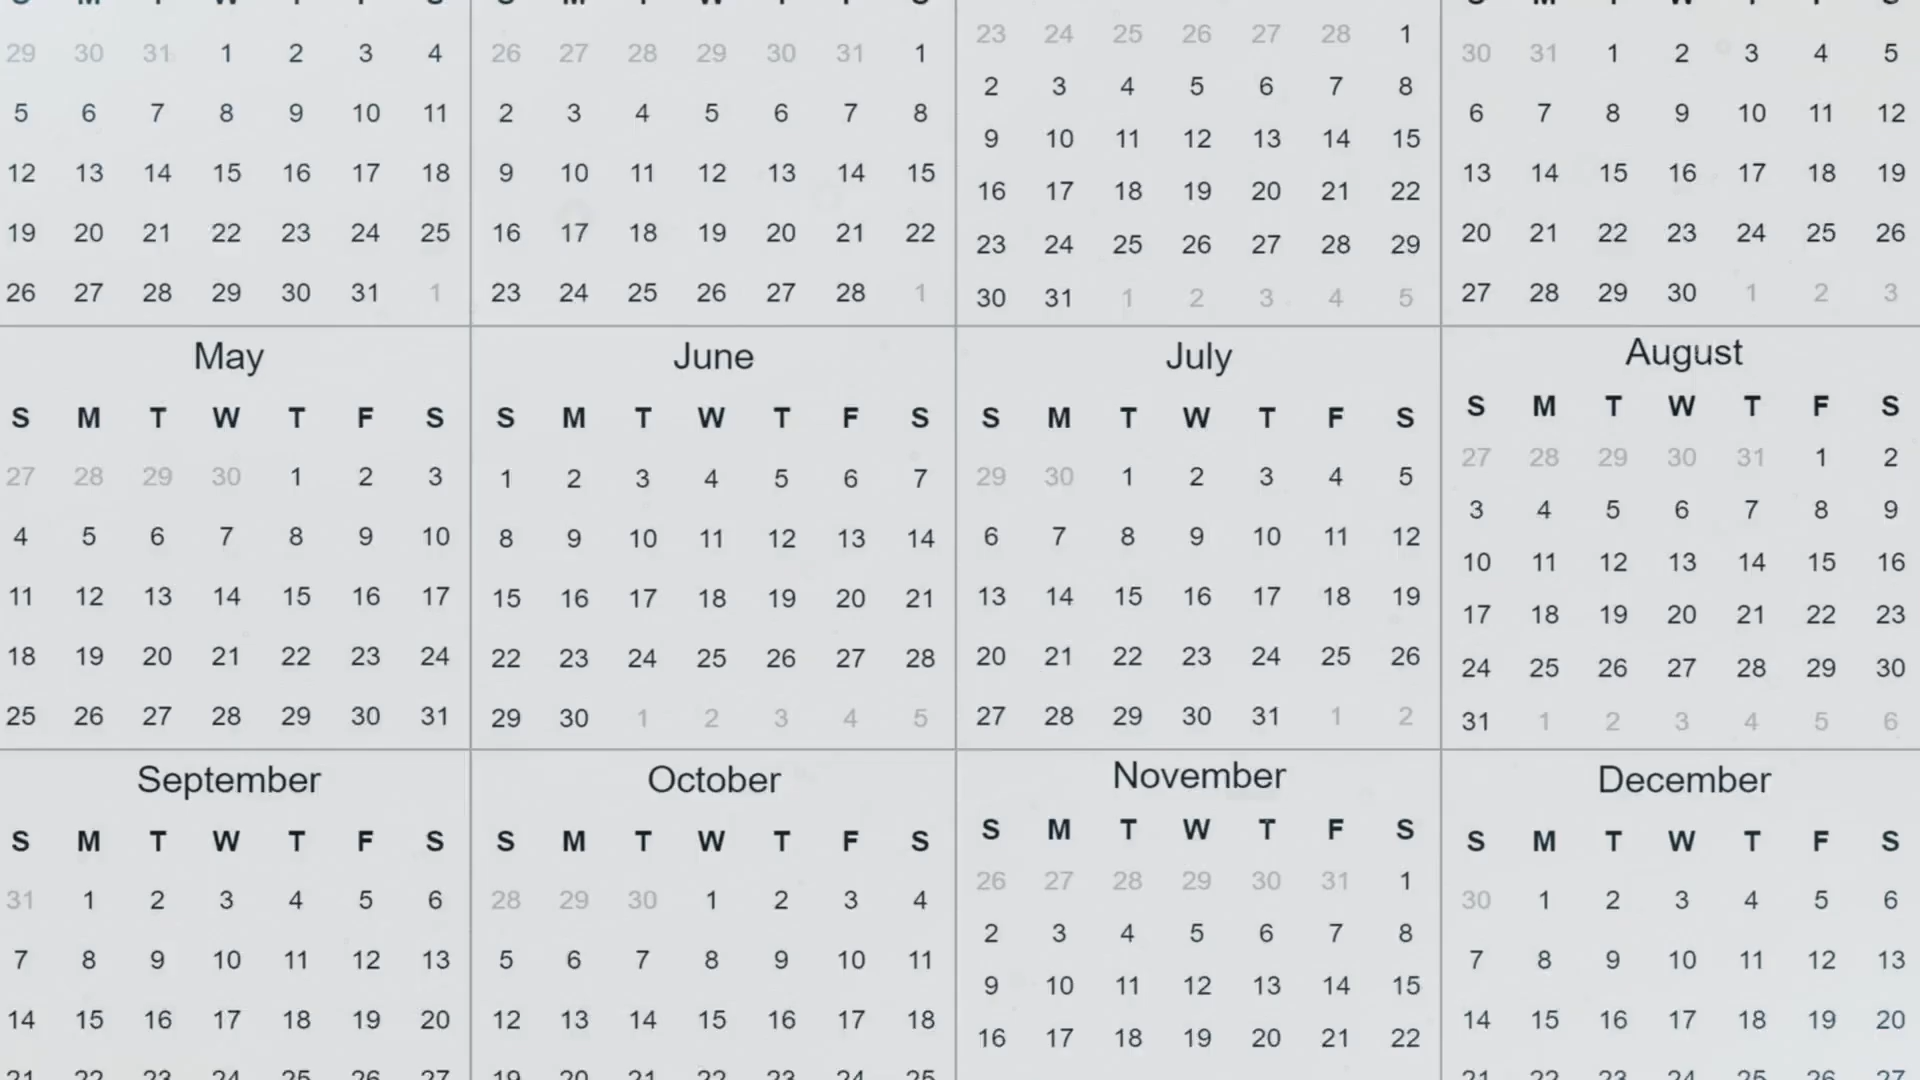 29 30 31 1 2 3 4
5 6 7 8 9 10 11
12 13 14 15 16 17 18
19 20 21 22 23 24 25
26 27 28 29 30 31 1
26 27 28 29 30 31 1
2 3 4 5 6 7 8
9 10 11 12 13 14 15
16 17 18 19 20 21 22
23 24 25 26 27 28 1
23 24 25 26 27 28 1
2 3 4 5 6 7 8
9 10 11 12 13 14 15
16 17 18 19 20 21 22
23 24 25 26 27 28 29
30 31 1 2 3 4 5
30 31 1 2 3 4 5
6 7 8 9 10 11 12
13 14 15 16 17 18 19
20 21 22 23 24 25 26
27 28 29 30 1 2 3
May
S M T W T F S
27 28 29 30 1 2 3
4 5 6 7 8 9 10
11 12 13 14 15 16 17
18 19 20 21 22 23 24
25 26 27 28 29 30 31
June
S M T W T F S
1 2 3 4 5 6 7
8 9 10 11 12 13 14
15 16 17 18 19 20 21
22 23 24 25 26 27 28
29 30 1 2 3 4 5
July
S M T W T F S
29 30 1 2 3 4 5
6 7 8 9 10 11 12
13 14 15 16 17 18 19
20 21 22 23 24 25 26
27 28 29 30 31 1 2
August
S M T W T F S
27 28 29 30 31 1 2
3 4 5 6 7 8 9
10 11 12 13 14 15 16
17 18 19 20 21 22 23
24 25 26 27 28 29 30
31 1 2 3 4 5 6
September
S M T W T F S
31 1 2 3 4 5 6
7 8 9 10 11 12 13
14 15 16 17 18 19 20
October
S M T W T F S
28 29 30 1 2 3 4
5 6 7 8 9 10 11
12 13 14 15 16 17 18
November
S M T W T F S
26 27 28 29 30 31 1
2 3 4 5 6 7 8
9 10 11 12 13 14 15
16 17 18 19 20 21 22
December
S M T W T F S
30 1 2 3 4 5 6
7 8 9 10 11 12 13
14 15 16 17 18 19 20